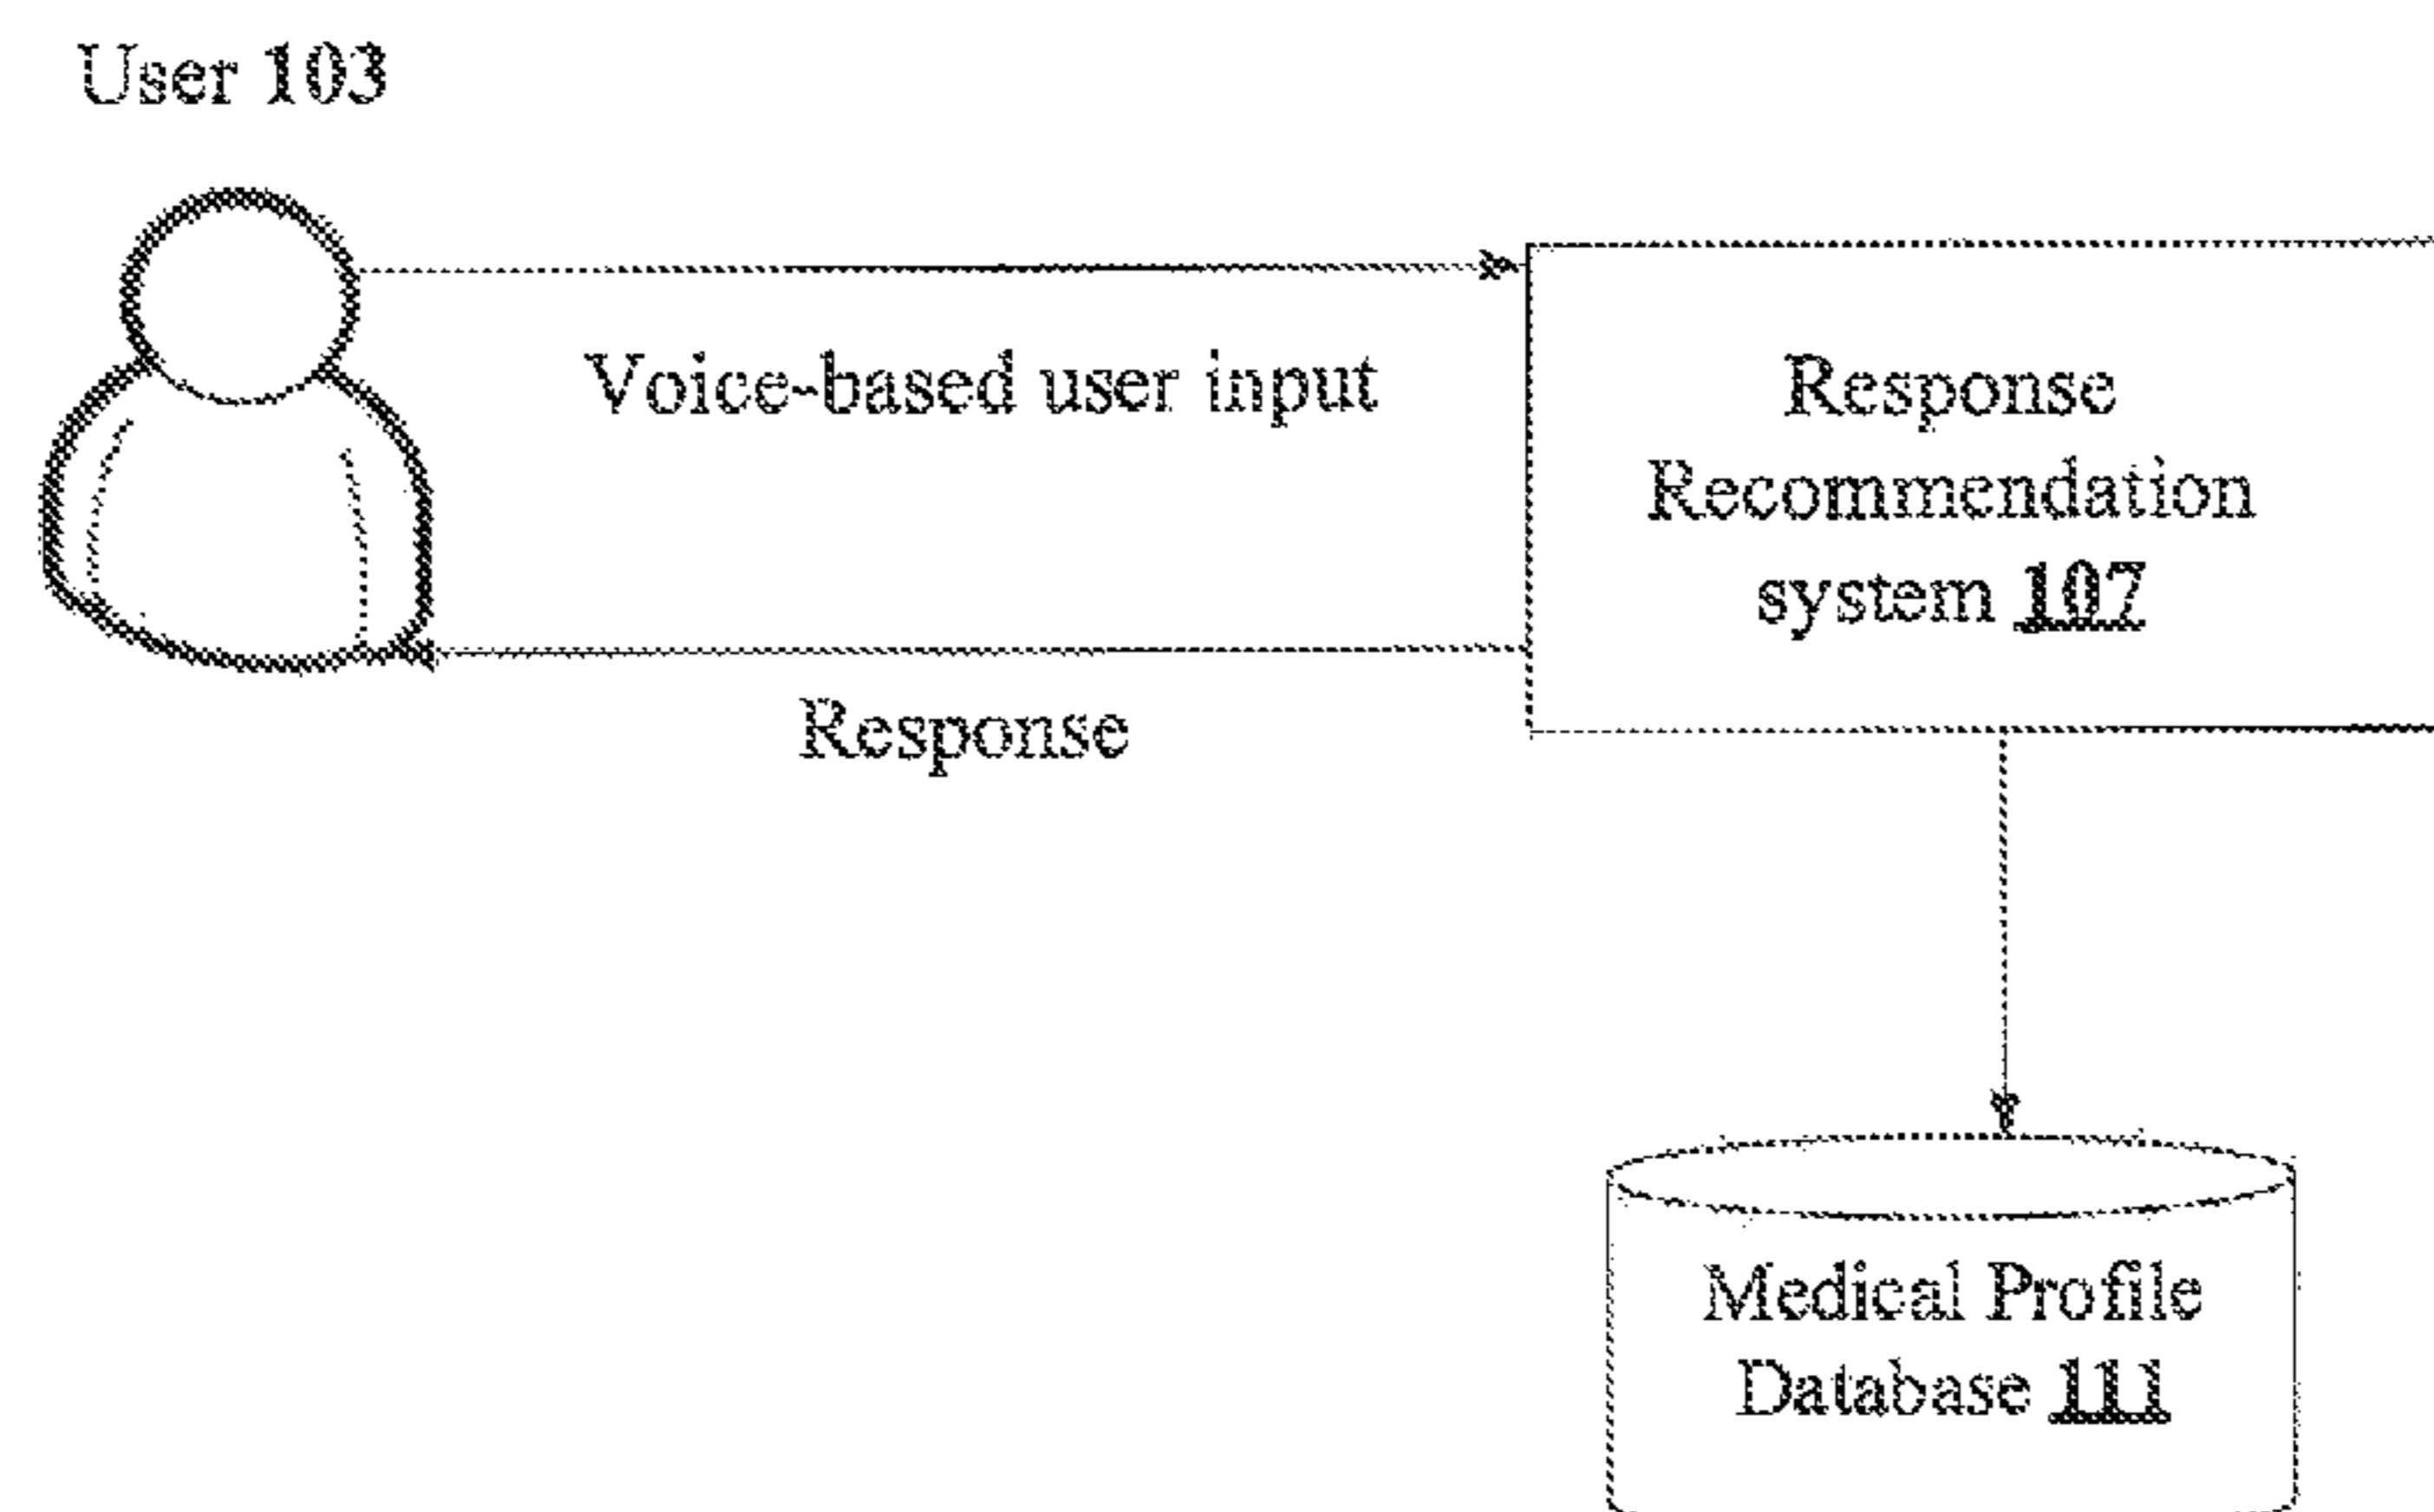 User 103
Voice-based user input
Response
Recommendation
system 107
Response
Medical Profile
Database 111